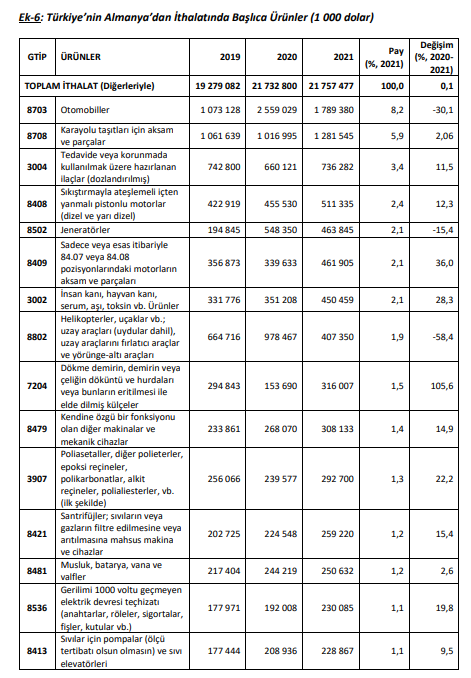 Ek-6: Türkiye’nin Almanya’dan İthalatında Başlıca Ürünler (1 000 dolar)
GTİP ÜRÜNLER 2019 2020 2021 Pay (%, 2021) Değişim (%, 2020-2021)
TOPLAM İTHALAT (Diğerleriyle) 19 279 082 21 732 800 21 757 477 100,0 0,1
8703 Otomobiller 1 073 128 2 559 029 1 789 380 8,2 -30,1
Karayolu taşıtları için aksam
8708 ve parçalar 1 061 639 1 016 995 1 281 545 5,9 2,06
Tedavide veya korunmada
3004 kullanılmak üzere hazırlanan 742 800 660 121 736 282 3,4 11,5
ilaçlar (dozlandırılmış)
Sıkıştırmayla ateşlemeli içten
8408 yanmalı pistonlu motorlar 422 919 455 530 511 335 2,4 12,3
(dizel ve yarı dizel)
8502 Jeneratörler 194 845 548 350 463 845 2,1 -15,4
Sadece veya esas itibariyle
8409 84.07 veya 84.08 356 873 339 633 461 905 2,1 36,0
pozisyonlarındaki motorların
aksam ve parçaları
3002 İnsan kanı, hayvan kanı, 331 776 351 208 450 459 2,1 28,3
serum, aşı, toksin vb. Ürünler
Helikopterler, uçaklar vb.;
uzay araçları (uydular dahil),
8802 uzay araçlarını fırlatıcı araçlar 664 716 978 467 407 350 1,9 -58,4
ve yörünge-altı araçları
Dökme demirin, demirin veya
çeliğin döküntü ve hurdaları
7204 veya bunların eritilmesi ile 294 843 153 690 316 007 1,5 105,6
elde dilmiş külçeler
Kendine özgü bir fonksiyonu
8479 olan diğer makinalar ve 233 861 268 070 308 133 1,4 14,9
mekanik cihazlar
Poliasetaller, diğer polieterler,
epoksi reçineler,
3907 polikarbonatlar, alkit 256 066 239 577 292 700 1,3 22,2
reçineler, polialiesterler, vb.
(ilk şekilde)
Santrifüjler; sıvıların veya
8421 gazların filtre edilmesine veya 202 725 224 548 259 220 1,2 15,4
arıtılmasına mahsus makina
ve cihazlar
8481 Musluk, batarya, vana ve 217 404 244 219 250 632 1,2 2,6
valfler
Gerilimi 1000 voltu geçmeyen
8536 elektrik devresi teçhizatı 177 971 192 008 230 085 1,1 19,8
(anahtarlar, röleler, sigortalar,
fişler, kutular vb.)
Sıvılar için pompalar (ölçü
8413 tertibatı olsun olmasın) ve sıvı 177 444 208 936 228 867 1,1 9,5
elevatörleri